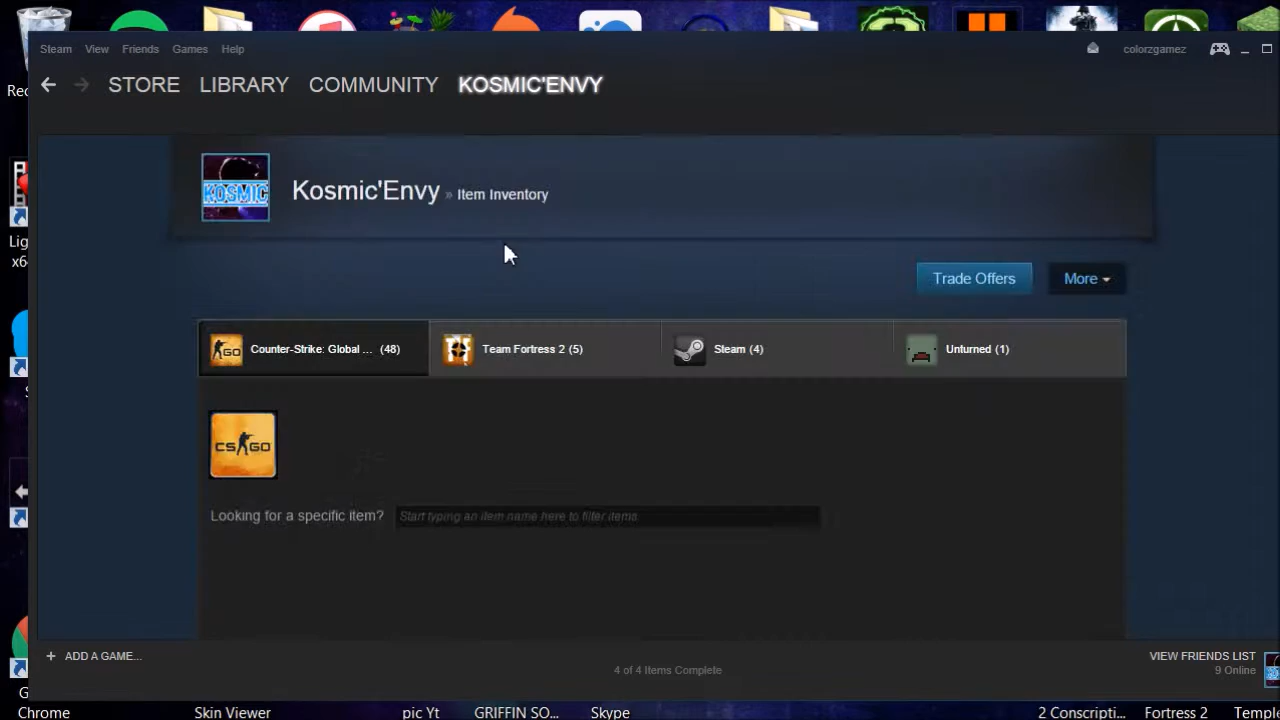 Steam View Friends Games Help
colorzgamez
STORE LIBRARY COMMUNITY KOSMIC'ENVY
KOSMIC
Kosmic'Envy » Item Inventory
Trade Offers
More
GO
Counter-Strike: Global ... (48)
Team Fortress 2 (5)
Steam (4)
Unturned (1)
CS GO
Looking for a specific item?
Start typing an item name here to filter items
+ ADD A GAME...
4 of 4 Items Complete
VIEW FRIENDS LIST
9 Online
Chrome
Skin Viewer
pic Yt
GRIFFIN SO...
Skype
2 Conscripti...
Fortress 2